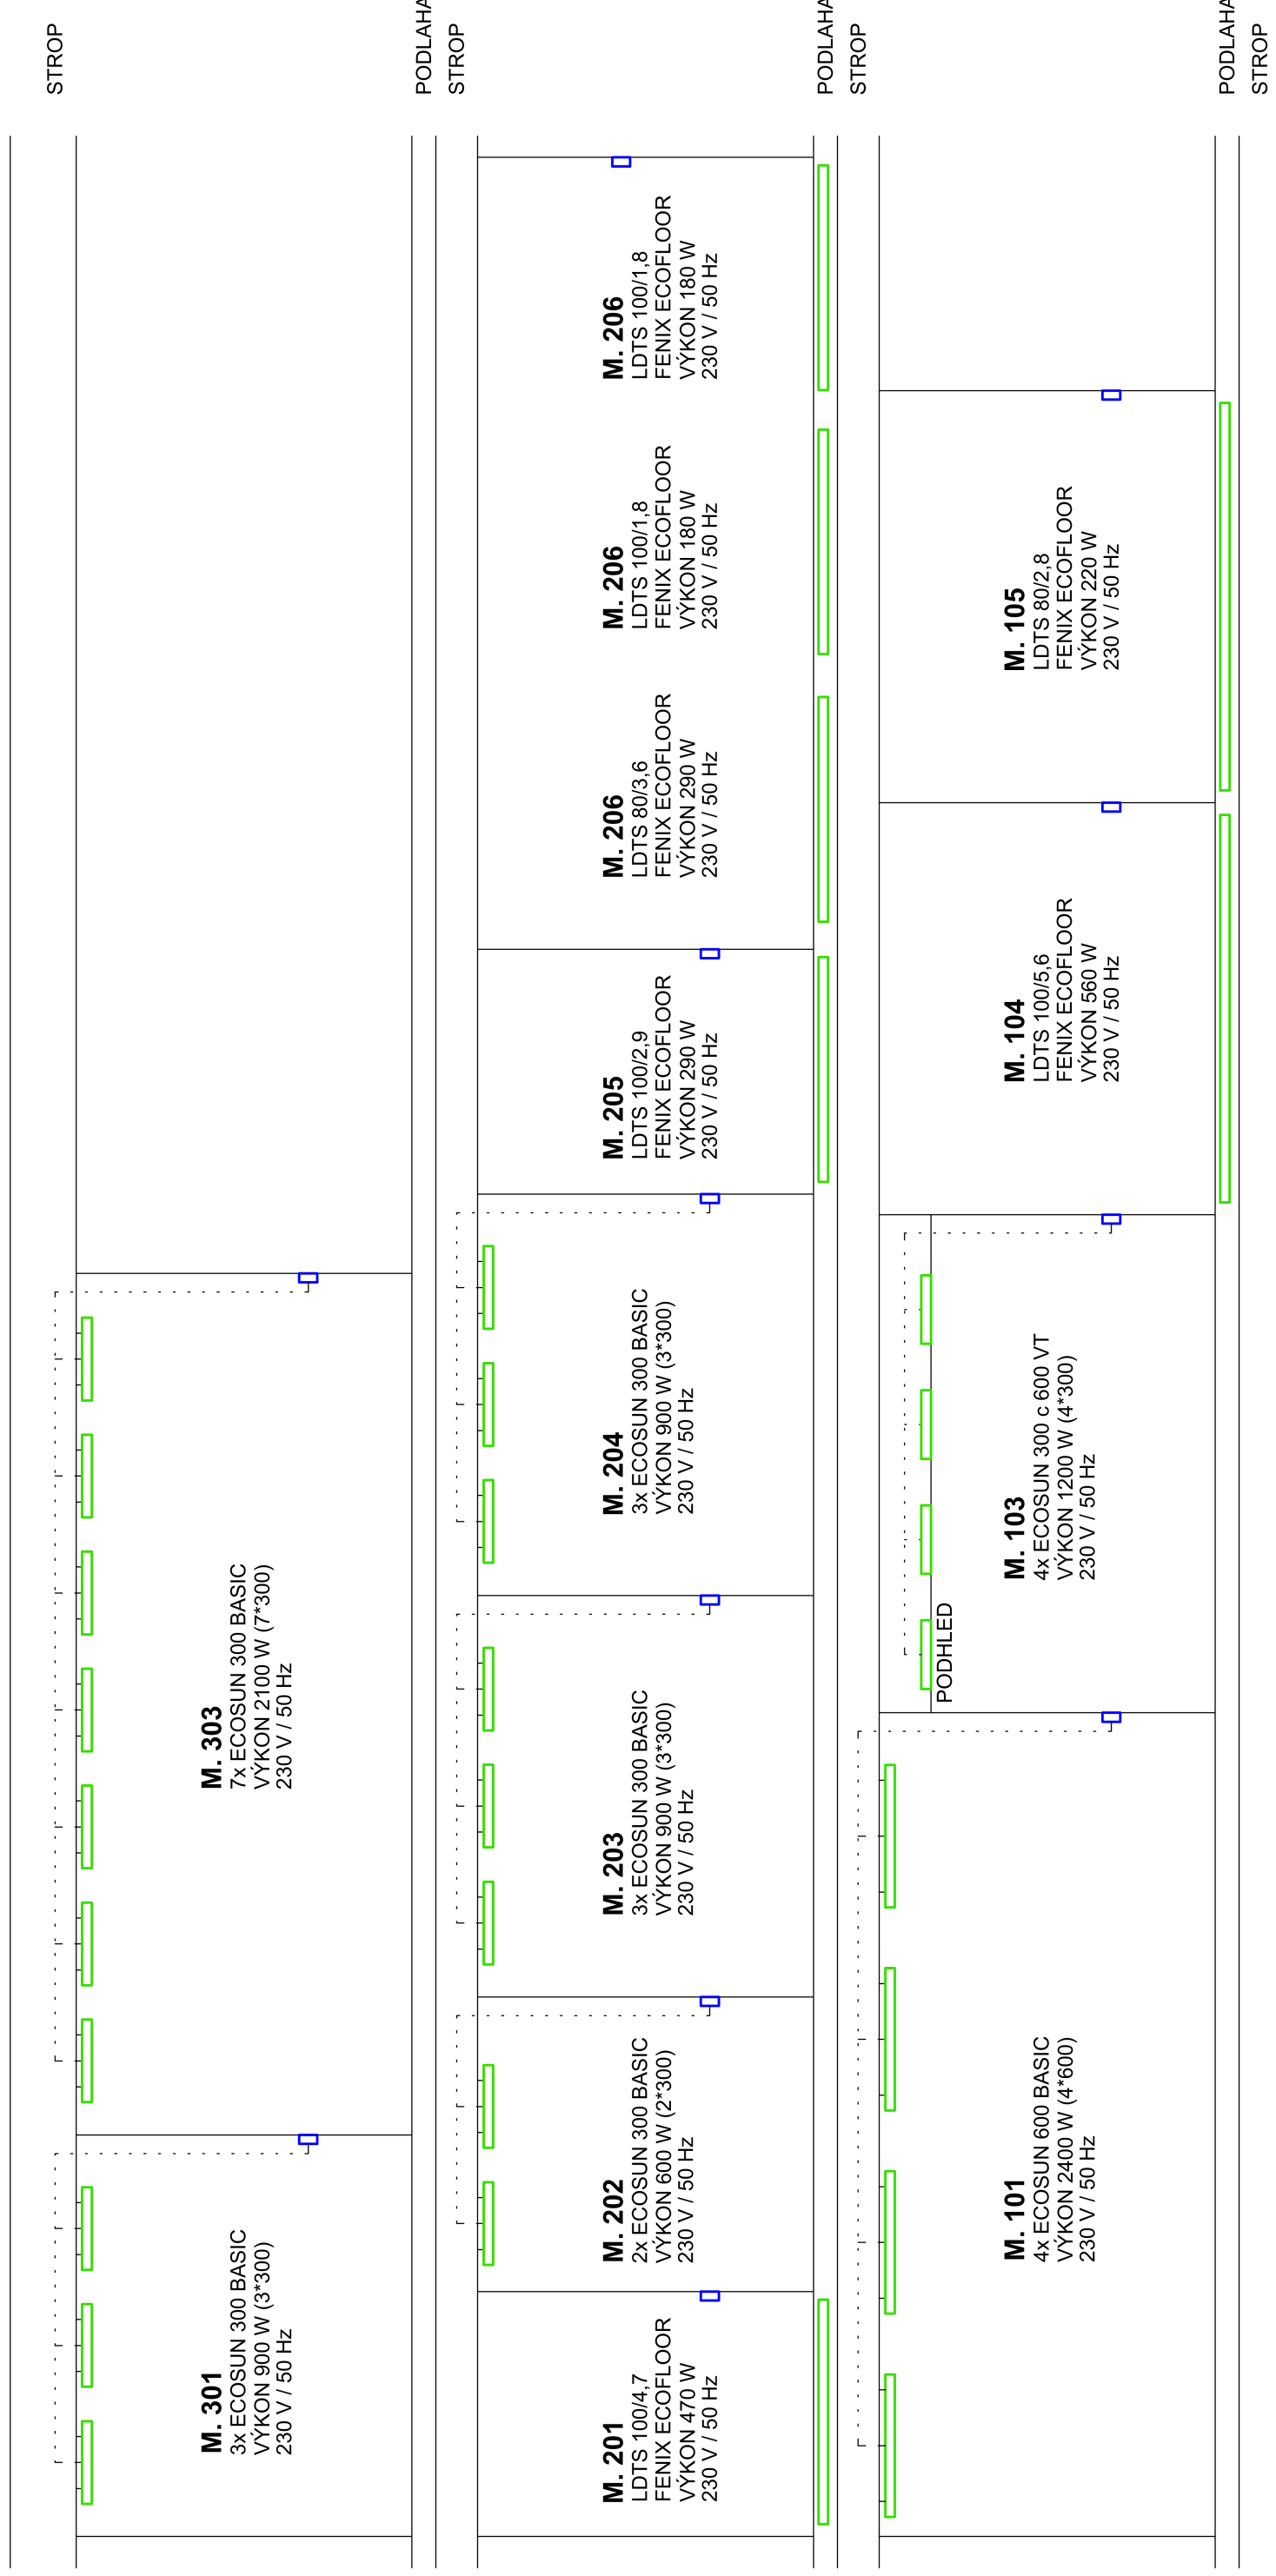 STROP
M. 301
3x ECOSUN 300 BASIC
VÝKON 900 W (3*300)
230 V / 50 Hz
M. 303
7x ECOSUN 300 BASIC
VÝKON 2100 W (7*300)
230 V / 50 Hz
PODLAHA
STROP
M. 201
LDTS 100/4,7
FENIX ECOFLOOR
VÝKON 470 W
230 V / 50 Hz
M. 202
2x ECOSUN 300 BASIC
VÝKON 600 W (2*300)
230 V / 50 Hz
M. 203
3x ECOSUN 300 BASIC
VÝKON 900 W (3*300)
230 V / 50 Hz
M. 204
3x ECOSUN 300 BASIC
VÝKON 900 W (3*300)
230 V / 50 Hz
M. 205
LDTS 100/2,9
FENIX ECOFLOOR
VÝKON 290 W
230 V / 50 Hz
M. 206
LDTS 80/3,6
FENIX ECOFLOOR
VÝKON 290 W
230 V / 50 Hz
M. 206
LDTS 100/1,8
FENIX ECOFLOOR
VÝKON 180 W
230 V / 50 Hz
M. 206
LDTS 100/1,8
FENIX ECOFLOOR
VÝKON 180 W
230 V / 50 Hz
PODLAHA
STROP
M. 101
4x ECOSUN 600 BASIC
VÝKON 2400 W (4*600)
230 V / 50 Hz
PODHLED
M. 103
4x ECOSUN 300 c 600 VT
VÝKON 1200 W (4*300)
230 V / 50 Hz
M. 104
LDTS 100/5,6
FENIX ECOFLOOR
VÝKON 560 W
230 V / 50 Hz
M. 105
LDTS 80/2,8
FENIX ECOFLOOR
VÝKON 220 W
230 V / 50 Hz
PODLAHA
STROP